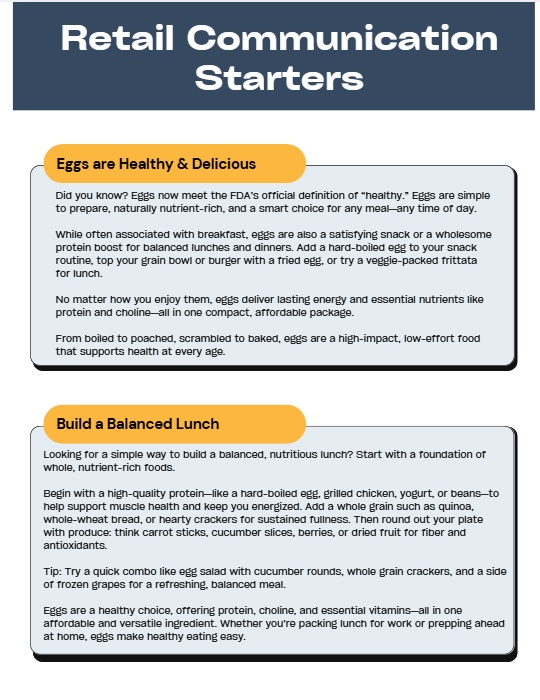 Retail Communication
Starters
Eggs are Healthy & Delicious
Did you know? Eggs now meet the FDA's official definition of “healthy.” Eggs are simple
to prepare, naturally nutrient-rich, and a smart choice for any meal—any time of day.
While often associated with breakfast, eggs are also a satisfying snack or a wholesome
protein boost for balanced lunches and dinners. Add a hard-boiled egg to your snack
routine, top your grain bowl or burger with a fried egg, or try a veggie-packed frittata
for lunch.
No matter how you enjoy them, eggs deliver lasting energy and essential nutrients like
protein and choline—all in one compact, affordable package.
From boiled to poached, scrambled to baked, eggs are a high-impact, low-effort food
that supports health at every age.
Build a Balanced Lunch
Looking for a simple way to build a balanced, nutritious lunch? Start with a foundation of
whole, nutrient-rich foods.
Begin with a high-quality protein—like a hard-boiled egg, grilled chicken, yogurt, or beans—to
help support muscle health and keep you energized. Add a whole grain such as quinoa,
whole-wheat bread, or hearty crackers for sustained fullness. Then round out your plate
with produce: think carrot sticks, cucumber slices, berries, or dried fruit for fiber and
antioxidants.
Tip: Try a quick combo like egg salad with cucumber rounds, whole grain crackers, and a side
of frozen grapes for a refreshing, balanced meal.
Eggs are a healthy choice, offering protein, choline, and essential vitamins—all in one
affordable and versatile ingredient. Whether you're packing lunch for work or prepping ahead
at home, eggs make healthy eating easy.